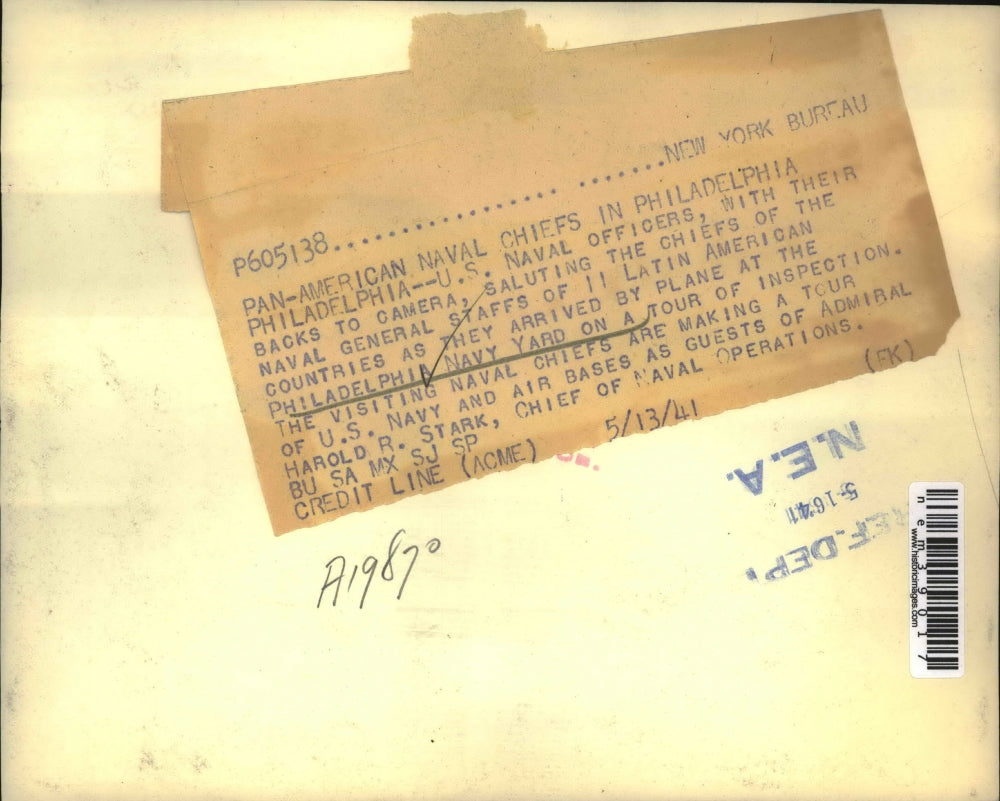 P605138.......................NEW YORK BUREAU
PAN-AMERICAN NAVAL CHIEFS IN PHILADELPHIA
PHILADELPHIA--U.S. NAVAL OFFICERS, WITH THEIR
BACKS TO CAMERA, SALUTING THE CHIEFS OF THE
NAVAL GENERAL STAFFS OF 11 LATIN AMERICAN
COUNTRIES AS THEY ARRIVED BY PLANE AT THE
PHILADELPHIA NAVY YARD ON A TOUR OF INSPECTION.
THE VISITING NAVAL CHIEFS ARE MAKING A TOUR
OF U.S. NAVY AND AIR BASES AS GUESTS OF ADMIRAL
HAROLD R. STARK, CHIEF OF NAVAL OPERATIONS.
BU SA MX SJ SP
CREDIT LINE (ACME) 5/13/41 (EK)
A19870
N.E.A.
5-16-41
REF. DEPT.
nem39017
www.historicimages.com